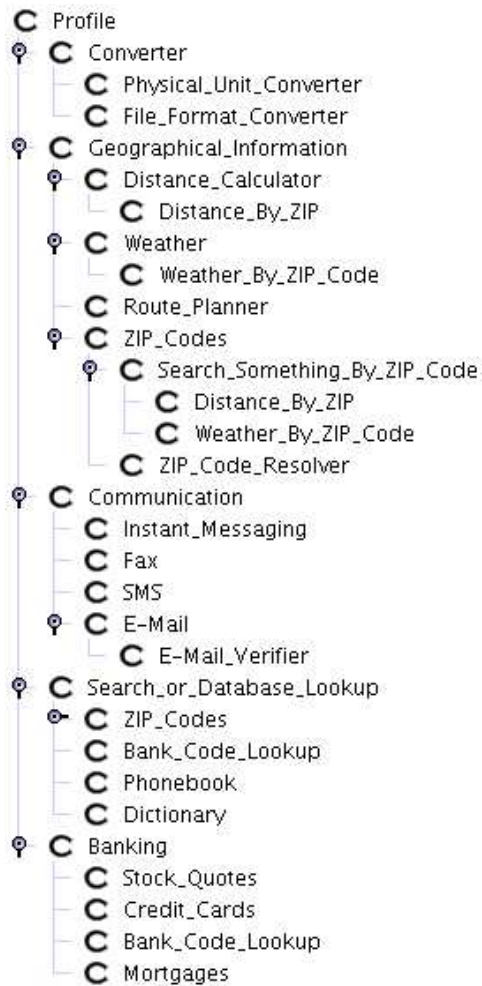 C Profile
C Converter
C Physical_Unit_Converter
C File_Format_Converter
C Geographical_Information
C Distance_Calculator
C Distance_By_ZIP
C Weather
C Weather_By_ZIP_Code
C Route_Planner
C ZIP_Codes
C Search_Something_By_ZIP_Code
C Distance_By_ZIP
C Weather_By_ZIP_Code
C ZIP_Code_Resolver
C Communication
C Instant_Messaging
C Fax
C SMS
C E-Mail
C E-Mail_Verifier
C Search_or_Database_Lookup
C ZIP_Codes
C Bank_Code_Lookup
C Phonebook
C Dictionary
C Banking
C Stock_Quotes
C Credit_Cards
C Bank_Code_Lookup
C Mortgages